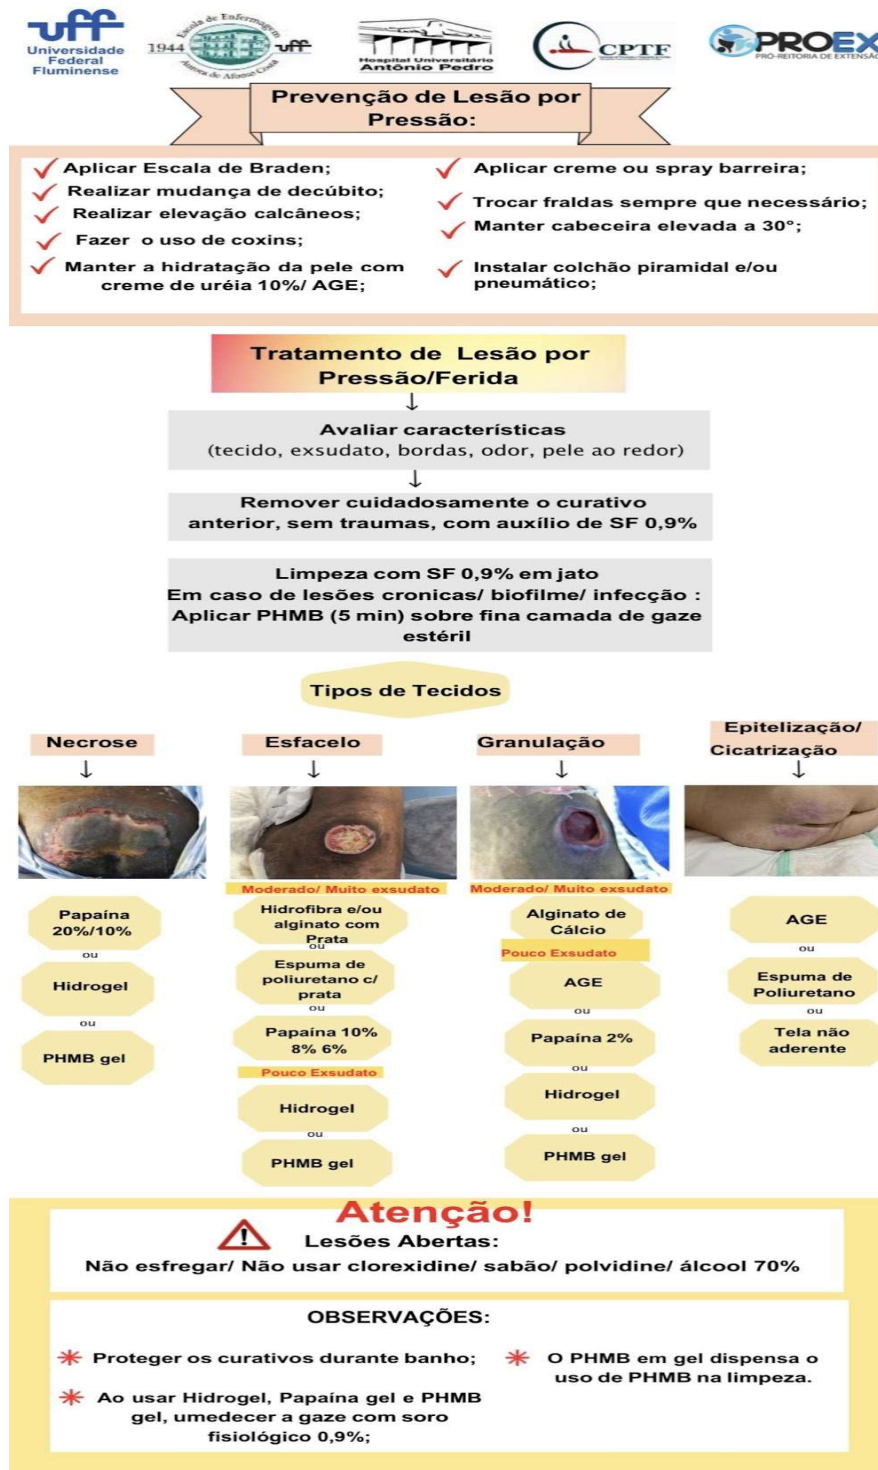 uff
Universidade
Federal
Fluminense
Escola de Enfermagem
1944
uff
Aurora de Afonso Costa
Hospital Universitário
Antônio Pedro
CPTF
PROEX
PRÓ-REITORIA DE EXTENSÃO
Prevenção de Lesão por
Pressão:
Aplicar Escala de Braden;
Realizar mudança de decúbito;
Realizar elevação calcâneos;
Fazer o uso de coxins;
Manter a hidratação da pele com
creme de uréia 10%/ AGE;
Aplicar creme ou spray barreira;
Trocar fraldas sempre que necessário;
Manter cabeceira elevada a 30°;
Instalar colchão piramidal e/ou
pneumático;
Tratamento de Lesão por
Pressão/Ferida
Avaliar características
(tecido, exsudato, bordas, odor, pele ao redor)
Remover cuidadosamente o curativo
anterior, sem traumas, com auxílio de SF 0,9%
Limpeza com SF 0,9% em jato
Em caso de lesões cronicas/ biofilme/ infecção :
Aplicar PHMB (5 min) sobre fina camada de gaze
estéril
Tipos de Tecidos
Necrose
Papaína
20%/10%
ou
Hidrogel
ou
PHMB gel
Esfacelo
Moderado/ Muito exsudato
Hidrofibra e/ou
alginato com
Prata
ou
Espuma de
poliuretano c/
prata
ou
Papaína 10%
8% 6%
Pouco Exsudato
Hidrogel
ou
PHMB gel
Granulação
Moderado/ Muito exsudato
Alginato de
Cálcio
Pouco Exsudato
AGE
ou
Papaína 2%
ou
Hidrogel
ou
PHMB gel
Epitelização/
Cicatrização
AGE
ou
Espuma de
Poliuretano
ou
Tela não
aderente
Atenção!
Lesões Abertas:
Não esfregar/ Não usar clorexidine/ sabão/ polvidine/ álcool 70%
OBSERVAÇÕES:
Proteger os curativos durante banho;
Ao usar Hidrogel, Papaína gel e PHMB
gel, umedecer a gaze com soro
fisiológico 0,9%;
O PHMB em gel dispensa o
uso de PHMB na limpeza.